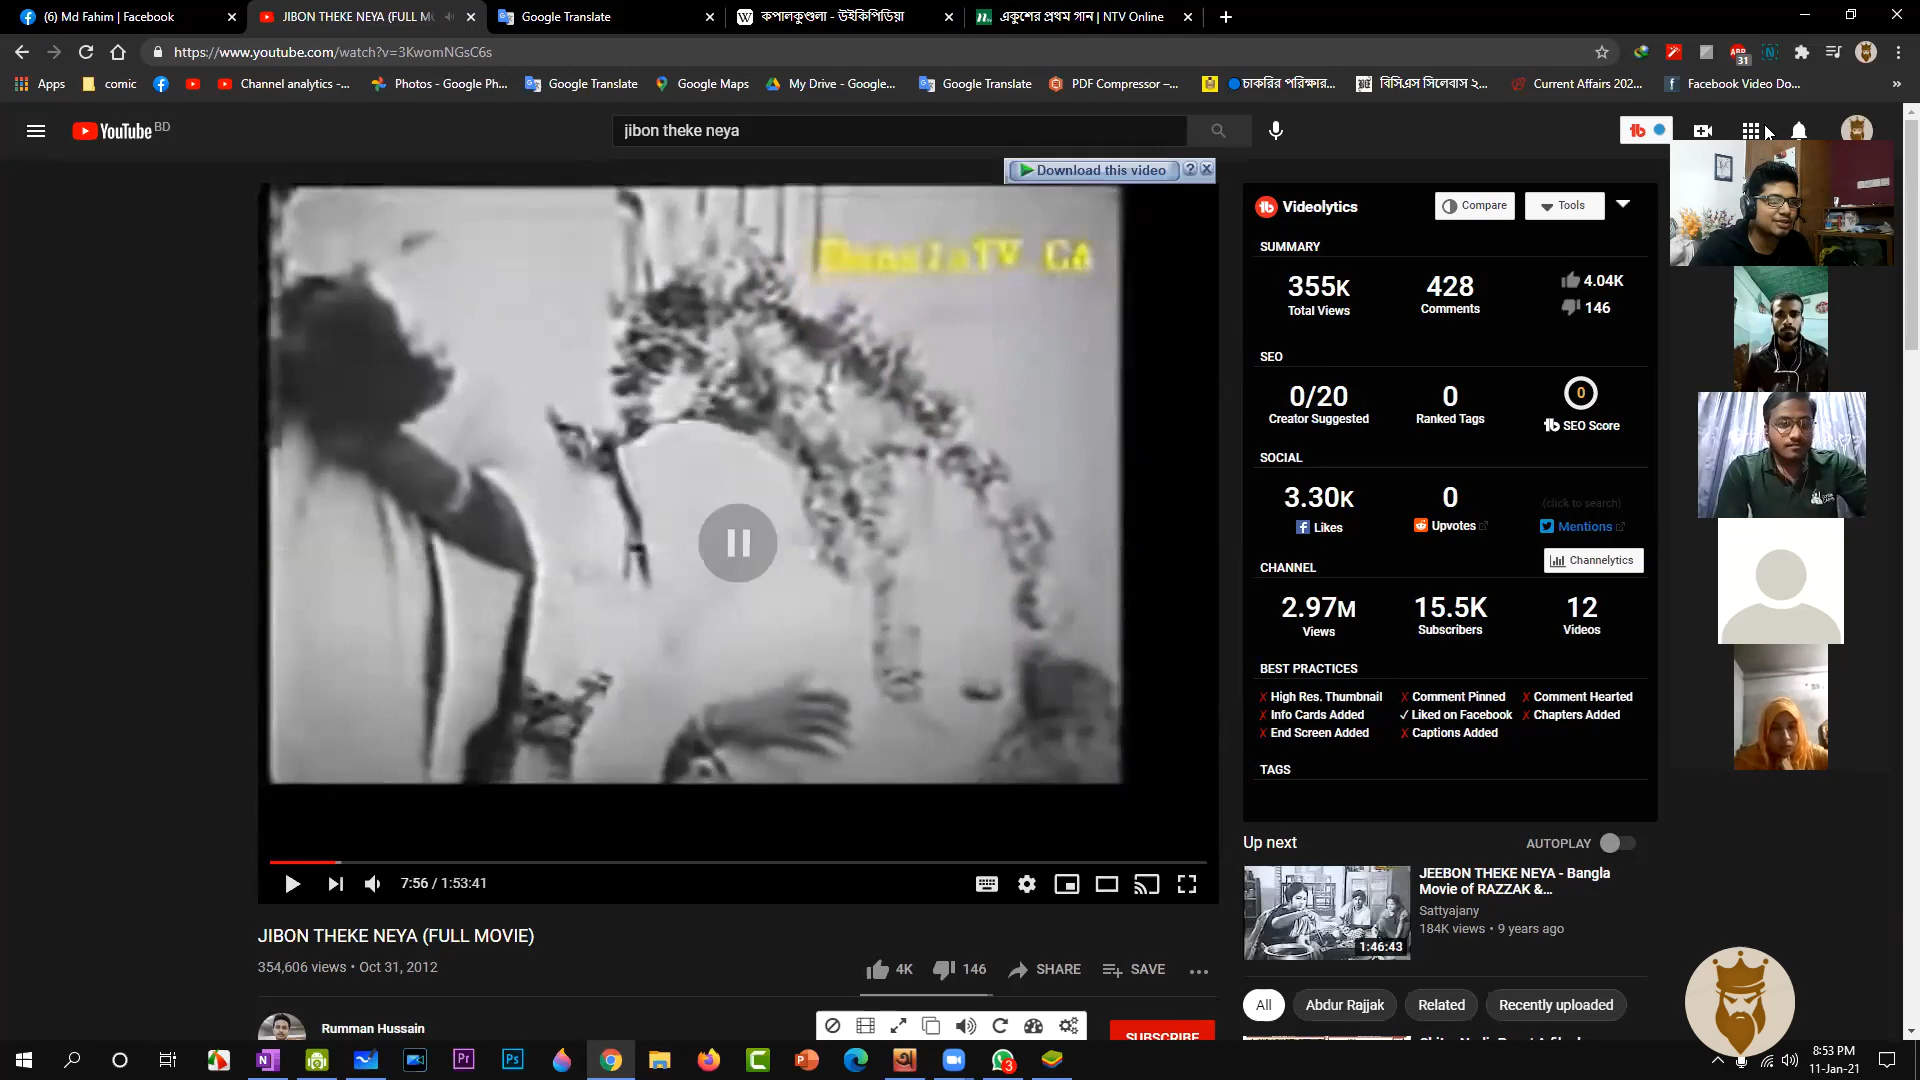 (6) Md Fahim | Facebook
JIBON THEKE NEYA (FULL M
Google Translate
কপালকুণ্ডলা - উইকিপিডিয়া
একুশের প্রথম গান | NTV Online
https://www.youtube.com/watch?v=3KwomNGsC6s
31
Apps
comic
Channel analytics -...
Photos - Google Ph...
Google Translate
Google Maps
My Drive - Google...
Google Translate
PDF Compressor –...
চাকরির পরিক্ষার...
বিসিএস সিলেবাস ২...
Current Affairs 202...
Facebook Video Do...
YouTube BD
jibon theke neya
Download this video
BanglaTV.CA
Videolytics
Compare
Tools
SUMMARY
355K
Total Views
428
Comments
4.04K
146
SEO
0/20
Creator Suggested
0
Ranked Tags
0
SEO Score
SOCIAL
3.30K
Likes
0
Upvotes
(click to search)
Mentions
CHANNEL
Channelytics
2.97M
Views
15.5K
Subscribers
12
Videos
BEST PRACTICES
✗ High Res. Thumbnail
✗ Comment Pinned
✗ Comment Hearted
✗ Info Cards Added
✓ Liked on Facebook
✗ Chapters Added
✗ End Screen Added
✗ Captions Added
TAGS
7:56 / 1:53:41
Up next
AUTOPLAY
JEEBON THEKE NEYA - Bangla
Movie of RAZZAK &...
Sattyajany
184K views • 9 years ago
1:46:43
JIBON THEKE NEYA (FULL MOVIE)
354,606 views • Oct 31, 2012
4K
146
SHARE
SAVE
All
Abdur Rajjak
Related
Recently uploaded
Rumman Hussain
SUBSCRIBE
3
8:53 PM
11-Jan-21